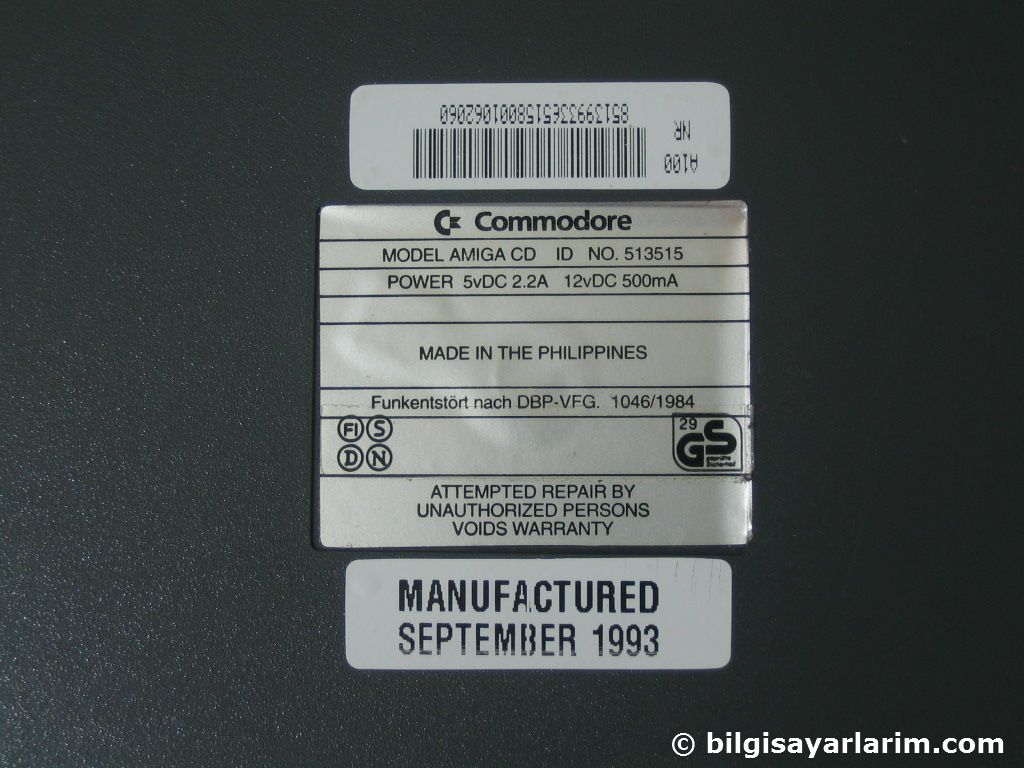 A100
NR
8513993365158001062060
Commodore
MODEL AMIGA CD ID NO. 513515
POWER 5vDC 2.2A 12vDC 500mA
MADE IN THE PHILIPPINES
Funkentstört nach DBP-VFG. 1046/1984
FI S
D N
29
GS
geprüfte
Sicherheit
ATTEMPTED REPAIR BY
UNAUTHORIZED PERSONS
VOIDS WARRANTY
MANUFACTURED
SEPTEMBER 1993
© bilgisayarlarim.com